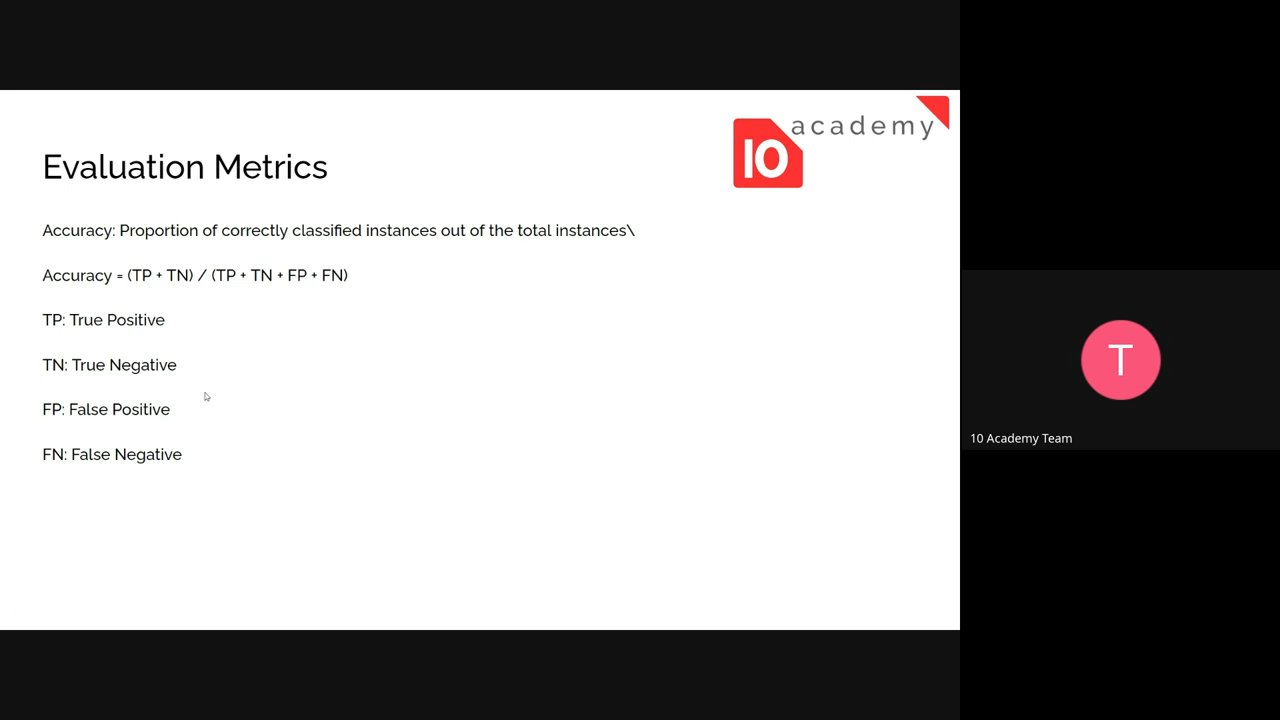 10 academy
Evaluation Metrics
Accuracy: Proportion of correctly classified instances out of the total instances\
Accuracy = (TP + TN) / (TP + TN + FP + FN)
TP: True Positive
TN: True Negative
FP: False Positive
FN: False Negative
T
10 Academy Team